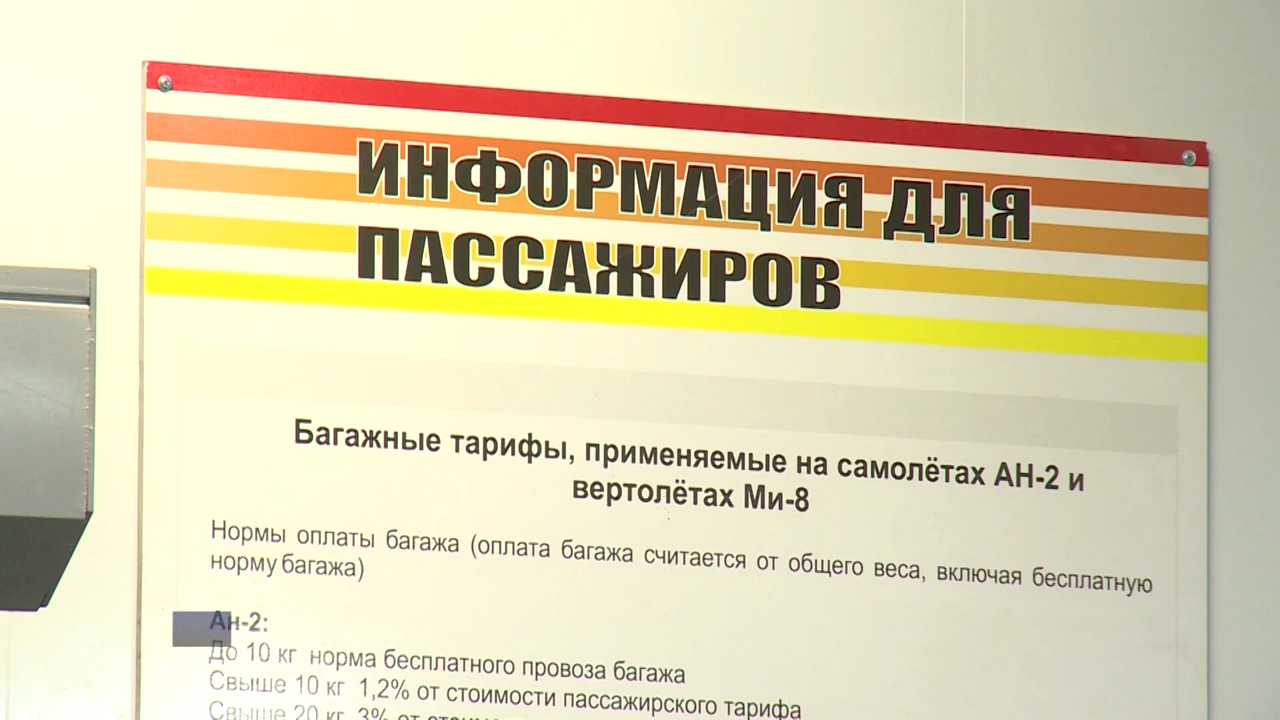 ИНФОРМАЦИЯ ДЛЯ
ПАССАЖИРОВ
Багажные тарифы, применяемые на самолётах АН-2 и
вертолётах Ми-8
Нормы оплаты багажа (оплата багажа считается от общего веса, включая бесплатную
норму багажа)
Ан-2:
До 10 кг норма бесплатного провоза багажа
Свыше 10 кг 1,2% от стоимости пассажирского тарифа
Свыше 20 кг 3% от